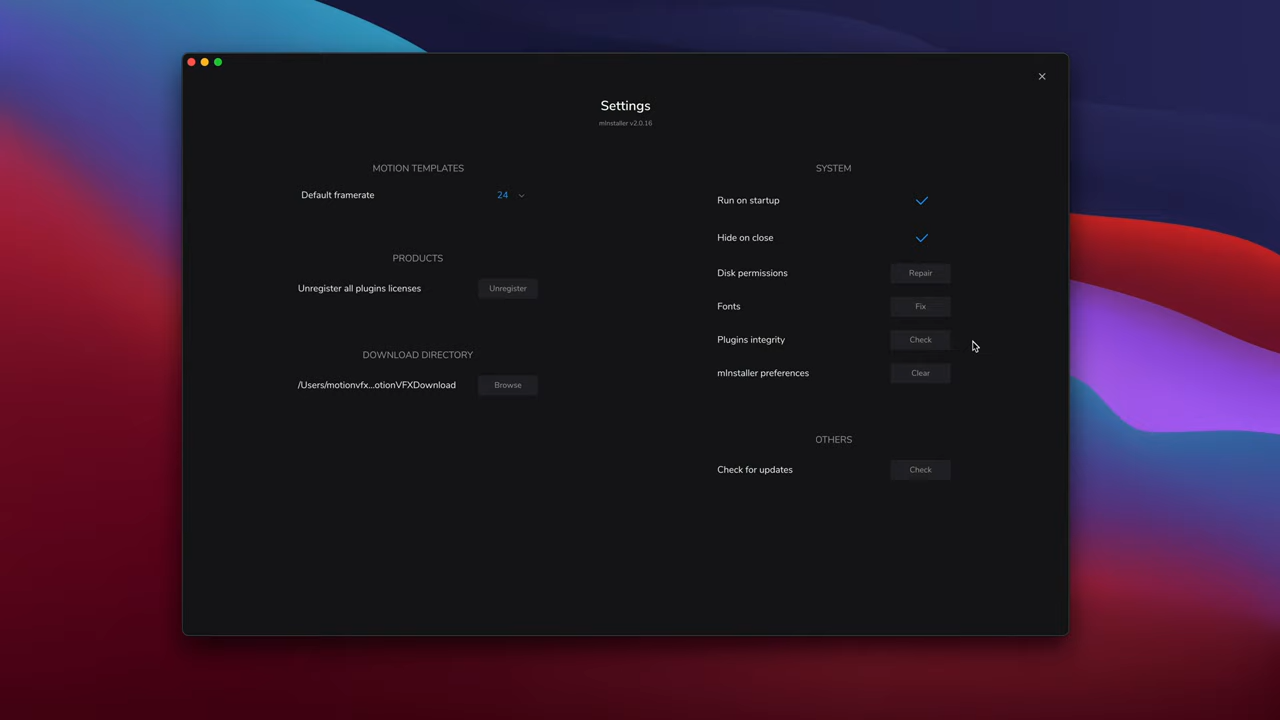 Settings
mInstaller v2.0.16
MOTION TEMPLATES
Default framerate 24
PRODUCTS
Unregister all plugins licenses Unregister
DOWNLOAD DIRECTORY
/Users/motionvfx...otionVFXDownload Browse
SYSTEM
Run on startup
Hide on close
Disk permissions Repair
Fonts Fix
Plugins integrity Check
mInstaller preferences Clear
OTHERS
Check for updates Check